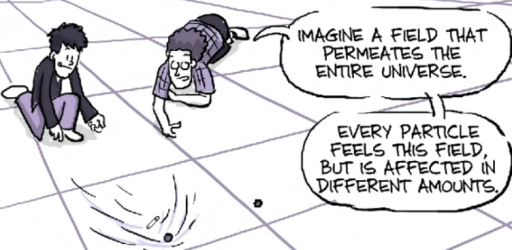 IMAGINE A FIELD THAT
PERMEATES THE
ENTIRE UNIVERSE.
EVERY PARTICLE
FEELS THIS FIELD,
BUT IS AFFECTED IN
DIFFERENT AMOUNTS.